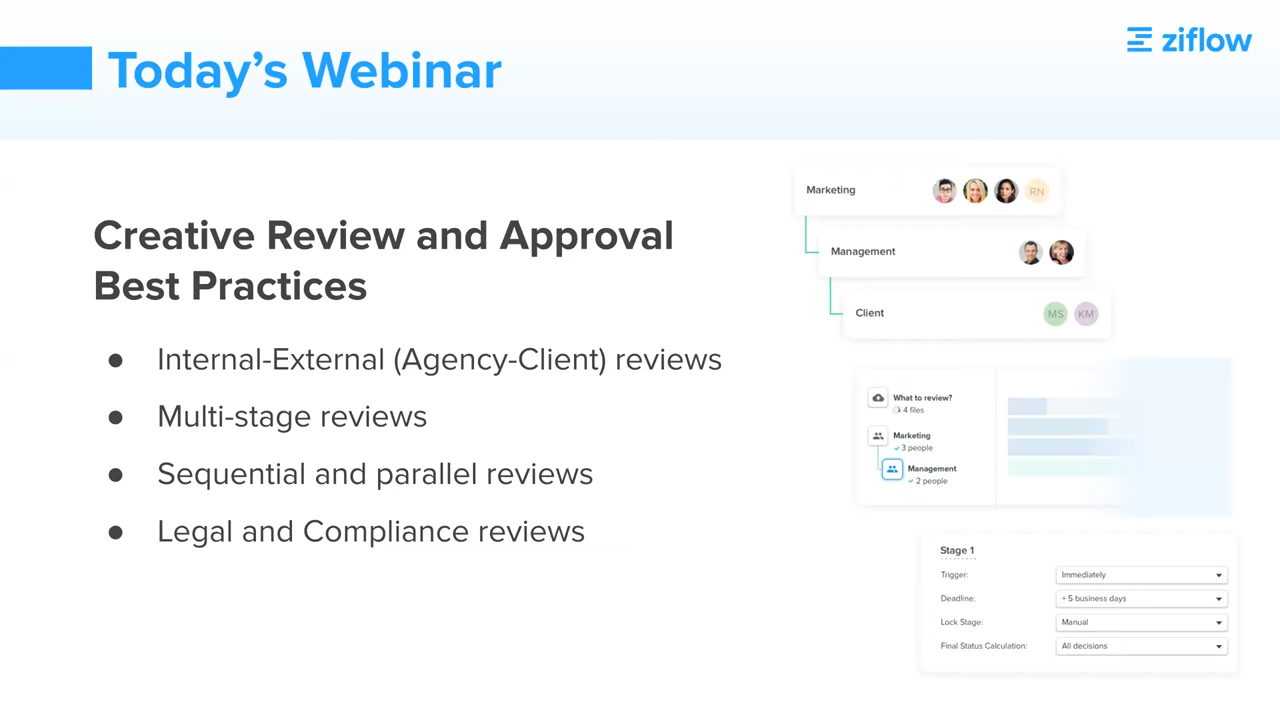 Today’s Webinar
ziflow
Creative Review and Approval
Best Practices
● Internal-External (Agency-Client) reviews
● Multi-stage reviews
● Sequential and parallel reviews
● Legal and Compliance reviews
Marketing
RN
Management
Client
MS KM
What to review?
4 files
Marketing
3 people
Management
2 people
Stage 1
Trigger: Immediately
Deadline: + 5 business days
Lock Stage: Manual
Final Status Calculation: All decisions